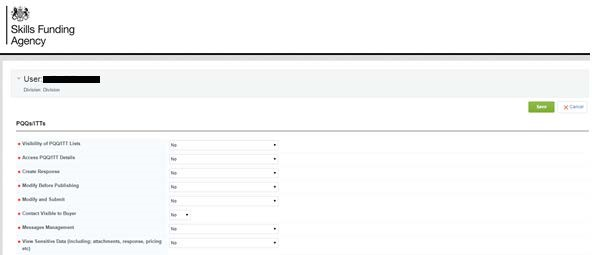 Skills Funding
Agency
User:
Division: Division
Save
Cancel
PQQs/ITTs
Visibility of PQQ/ITT Lists No
Access PQQ/ITT Details No
Create Response No
Modify Before Publishing No
Modify and Submit No
Contact Visible to Buyer No
Messages Management No
View Sensitive Data (including: attachments, response, pricing No
etc)